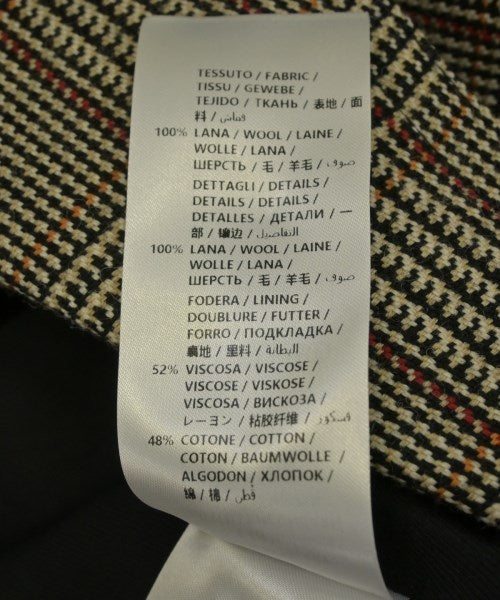 TESSUTO / FABRIC /
TISSU / GEWEBE /
TEJIDO / ТКАНЬ / 表地 / 面
料 / قماش /
100% LANA / WOOL / LAINE /
WOLLE / LANA /
ШЕРСТЬ / 毛 / 羊毛 / صوف /
DETTAGLI / DETAILS /
DETAILS / DETAILS /
DETALLES / ДЕТАЛИ / 一
部 / 镶边 / التفاصيل /
100% LANA / WOOL / LAINE /
WOLLE / LANA /
ШЕРСТЬ / 毛 / 羊毛 / صوف /
FODERA / LINING /
DOUBLURE / FUTTER /
FORRO / ПОДКЛАДКА /
裏地 / 里料 / البطانة /
52% VISCOSA / VISCOSE /
VISCOSE / VISKOSE /
VISCOSA / ВИСКОЗА /
レーヨン / 粘胶纤维 / فسكوز /
48% COTONE / COTTON /
COTON / BAUMWOLLE /
ALGODON / ХЛОПОК /
綿 / 棉 / قطن /